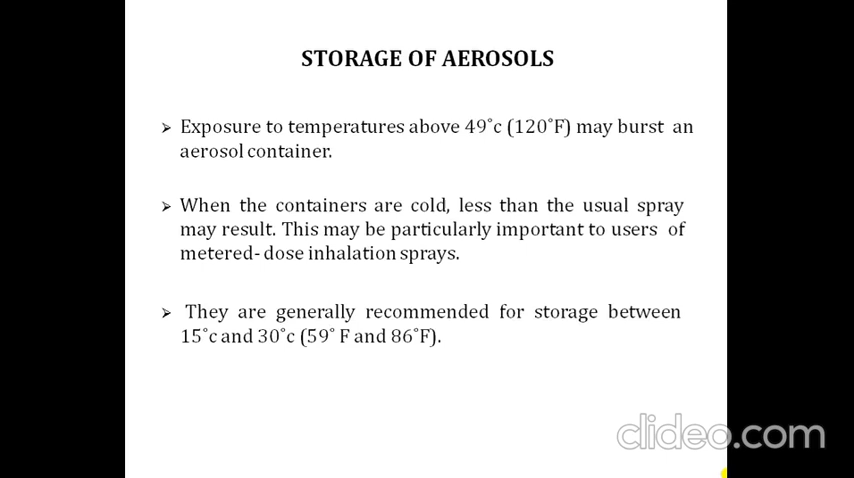 STORAGE OF AEROSOLS
➢ Exposure to temperatures above 49˚c (120˚F) may burst an
aerosol container.
➢ When the containers are cold, less than the usual spray
may result. This may be particularly important to users of
metered- dose inhalation sprays.
➢ They are generally recommended for storage between
15˚c and 30˚c (59˚ F and 86˚F).
clideo.com